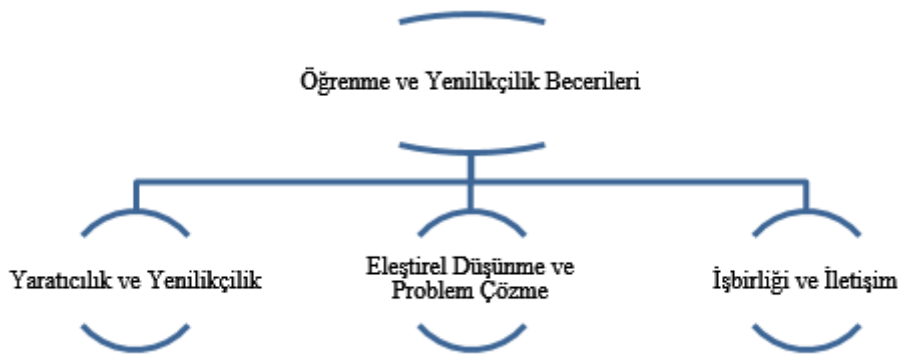 Öğrenme ve Yenilikçilik Becerileri
Yaratıcılık ve Yenilikçilik
Eleştirel Düşünme ve
Problem Çözme
İşbirliği ve İletişim